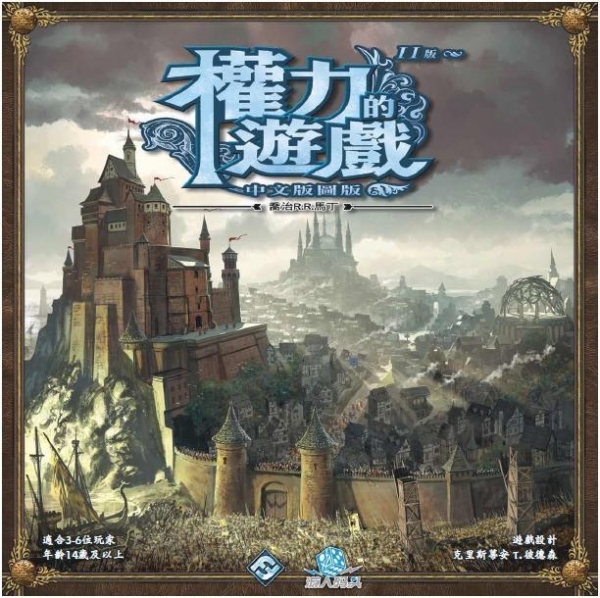 權力的遊戲
II版
中文版圖版
喬治R.R.馬丁
適合3-6位玩家
年齡14歲及以上
遊戲設計
克里斯蒂安 T. 彼德森